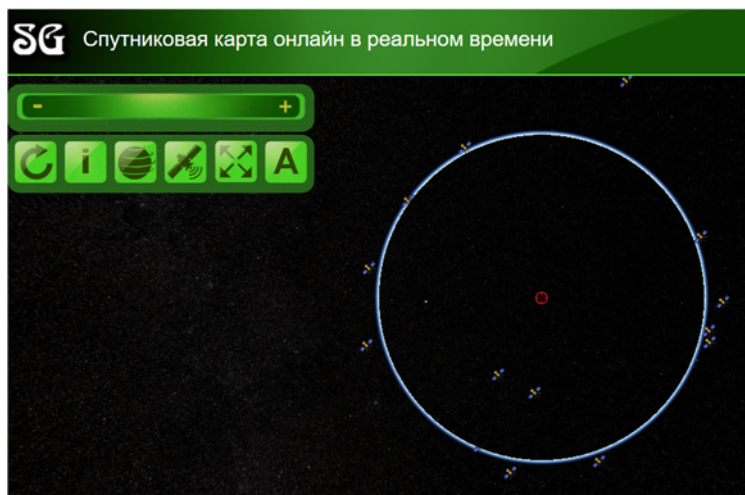 SG Спутниковая карта онлайн в реальном времени
- +
i A